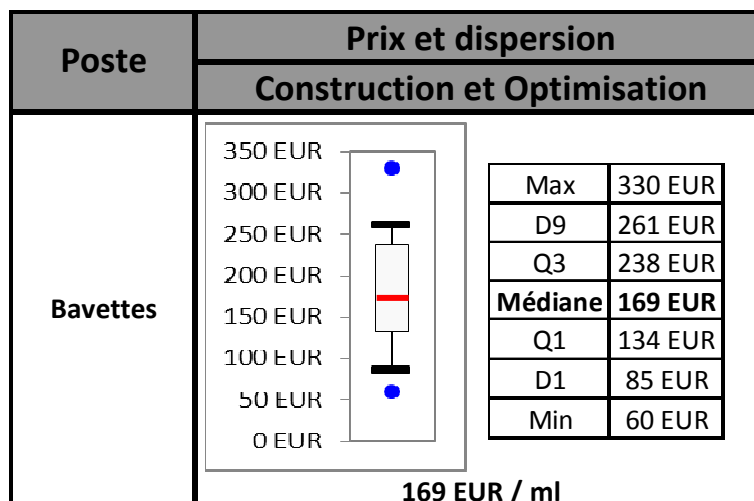 Poste
Prix et dispersion
Construction et Optimisation
Bavettes
350 EUR
300 EUR
250 EUR
200 EUR
150 EUR
100 EUR
50 EUR
0 EUR
Max 330 EUR
D9 261 EUR
Q3 238 EUR
Médiane 169 EUR
Q1 134 EUR
D1 85 EUR
Min 60 EUR
169 EUR / ml